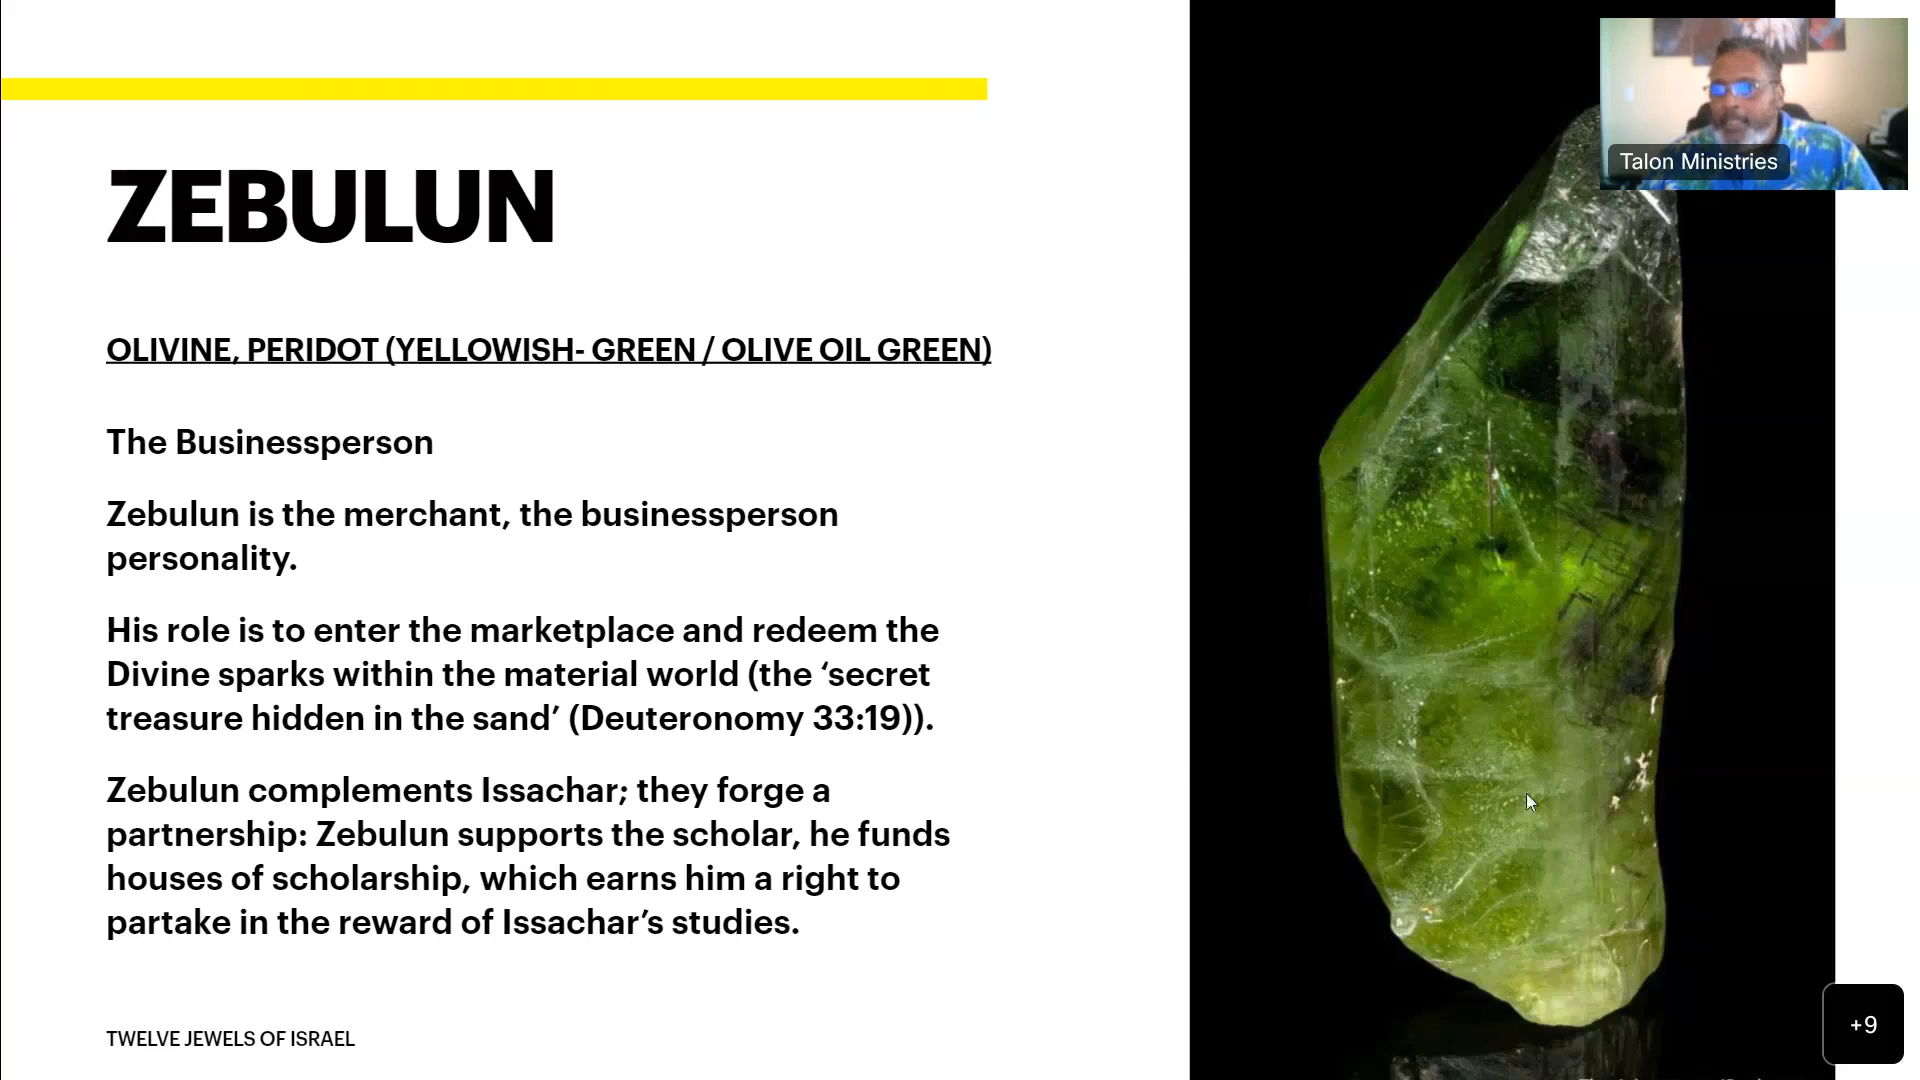 Talon Ministries
ZEBULUN
OLIVINE, PERIDOT (YELLOWISH- GREEN / OLIVE OIL GREEN)
The Businessperson
Zebulun is the merchant, the businessperson
personality.
His role is to enter the marketplace and redeem the
Divine sparks within the material world (the ‘secret
treasure hidden in the sand’ (Deuteronomy 33:19)).
Zebulun complements Issachar; they forge a
partnership: Zebulun supports the scholar, he funds
houses of scholarship, which earns him a right to
partake in the reward of Issachar’s studies.
TWELVE JEWELS OF ISRAEL
+9